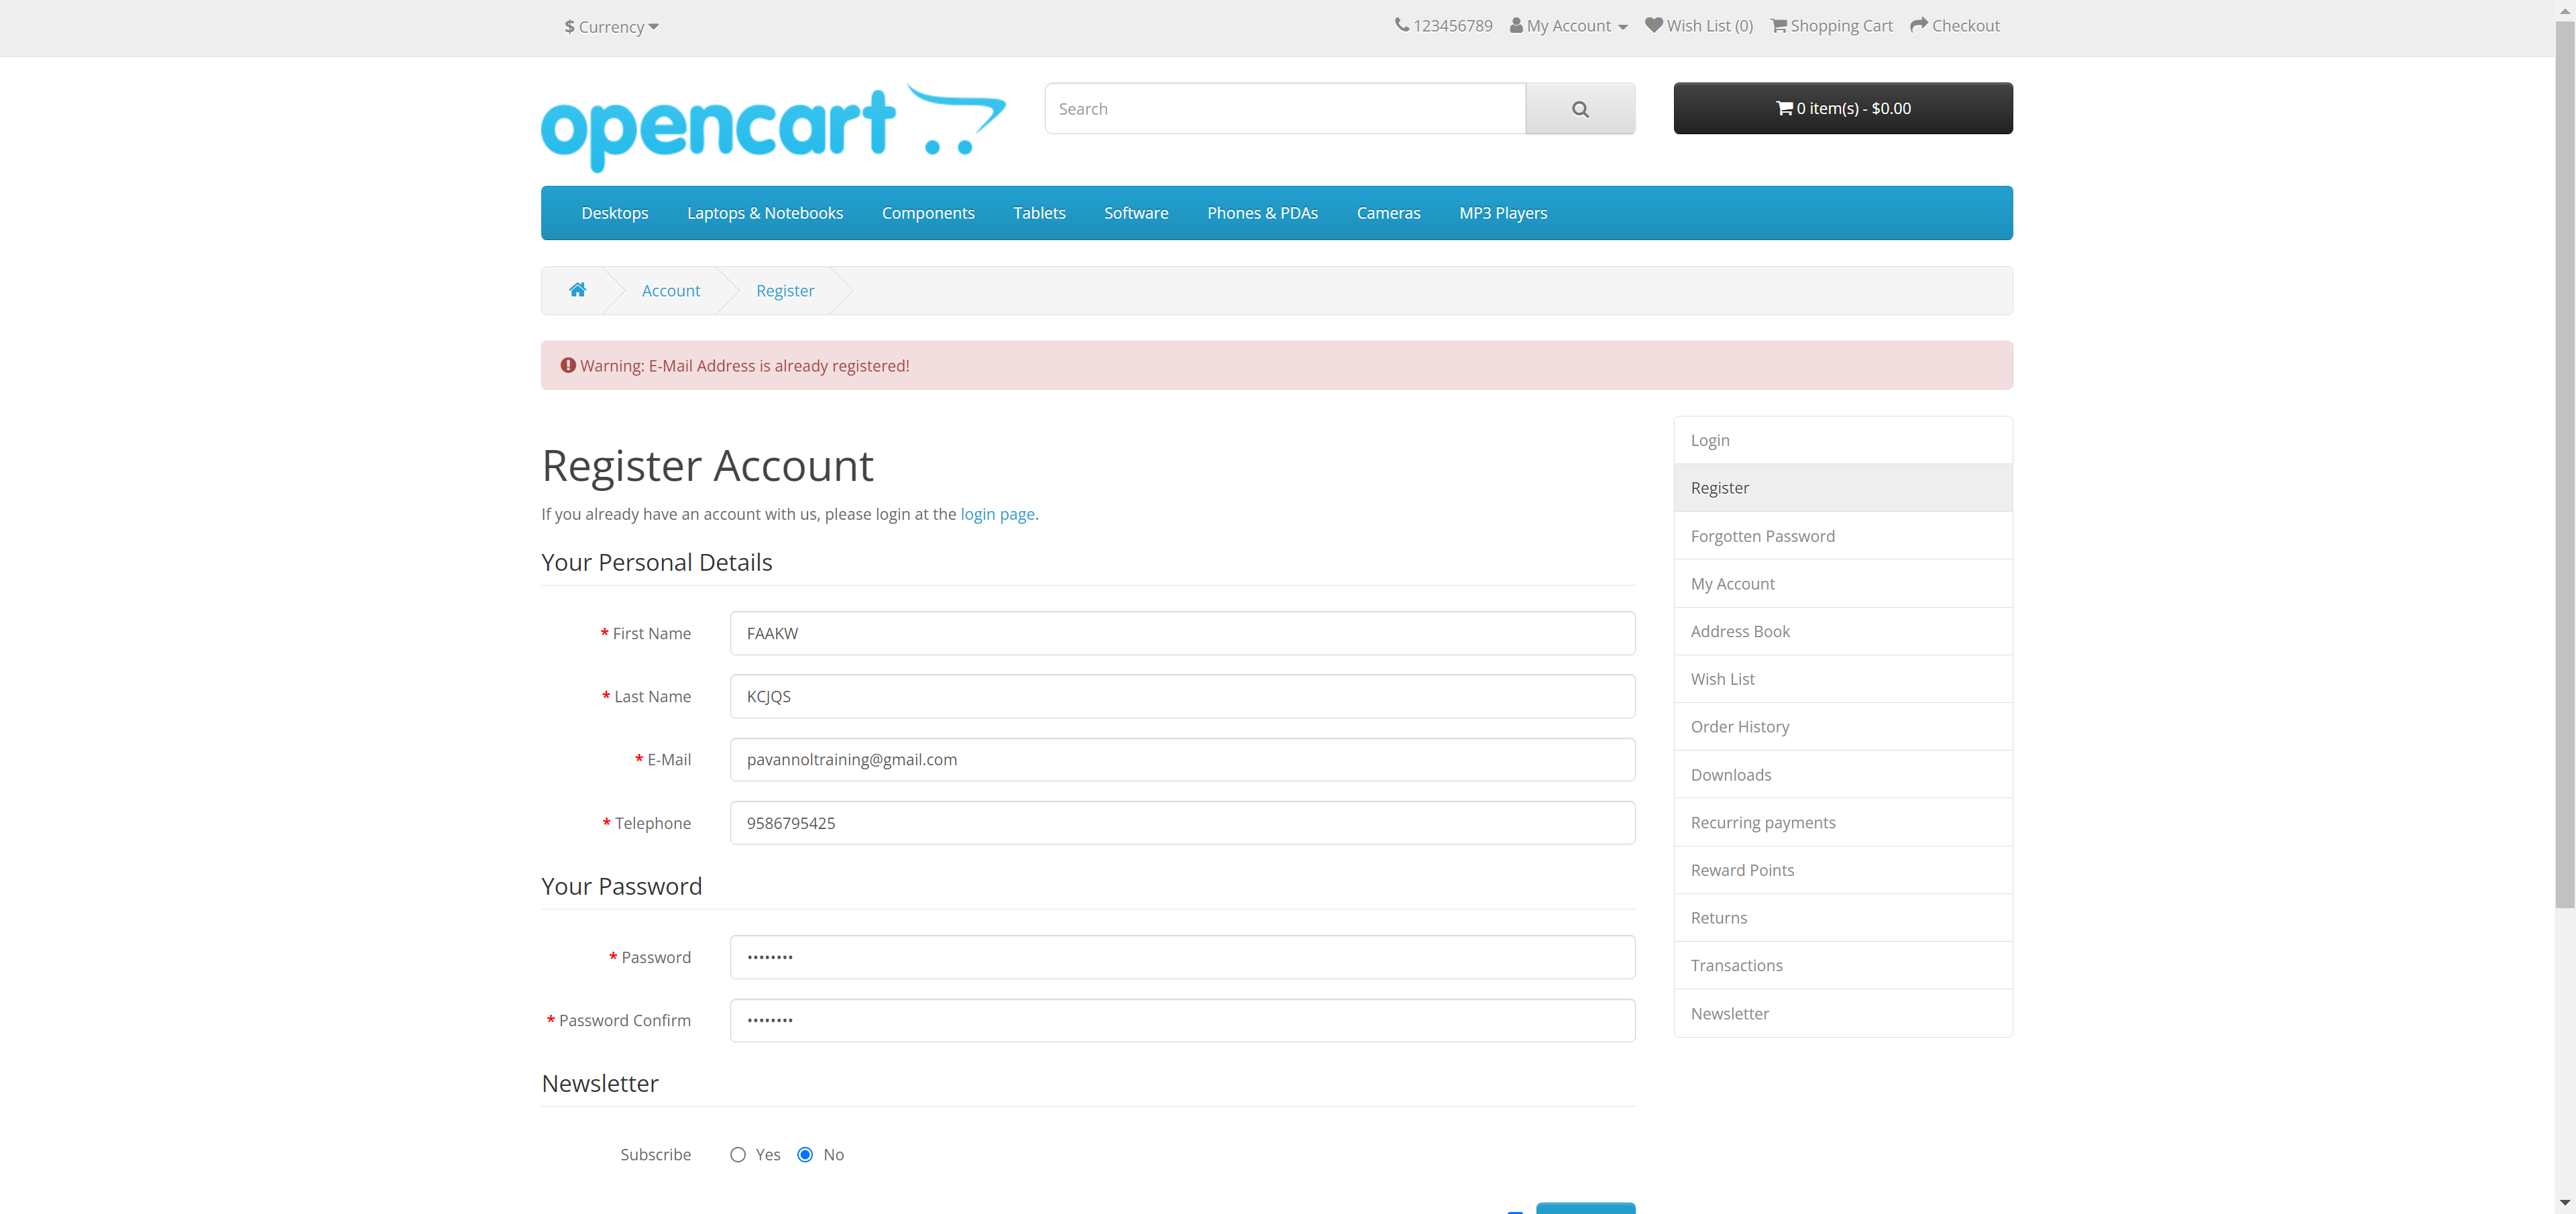 $ Currency
123456789 My Account Wish List (0) Shopping Cart Checkout
opencart
Search
0 item(s) - $0.00
Desktops Laptops & Notebooks Components Tablets Software Phones & PDAs Cameras MP3 Players
Account Register
Warning: E-Mail Address is already registered!
Register Account
If you already have an account with us, please login at the login page.
Your Personal Details
* First Name FAAKW
* Last Name KCJQS
* E-Mail pavannoltraining@gmail.com
* Telephone 9586795425
Your Password
* Password ••••••••
* Password Confirm ••••••••
Newsletter
Subscribe Yes No
Login
Register
Forgotten Password
My Account
Address Book
Wish List
Order History
Downloads
Recurring payments
Reward Points
Returns
Transactions
Newsletter